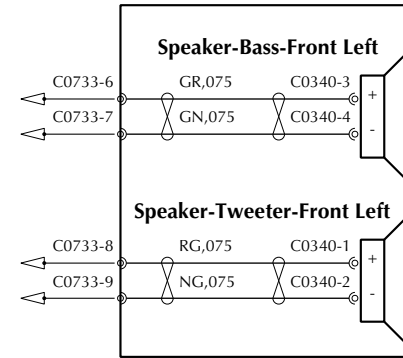 Speaker-Bass-Front Left
C0733-6 GR,075 C0340-3
+
C0733-7 GN,075 C0340-4
-
Speaker-Tweeter-Front Left
C0733-8 RG,075 C0340-1
+
C0733-9 NG,075 C0340-2
-